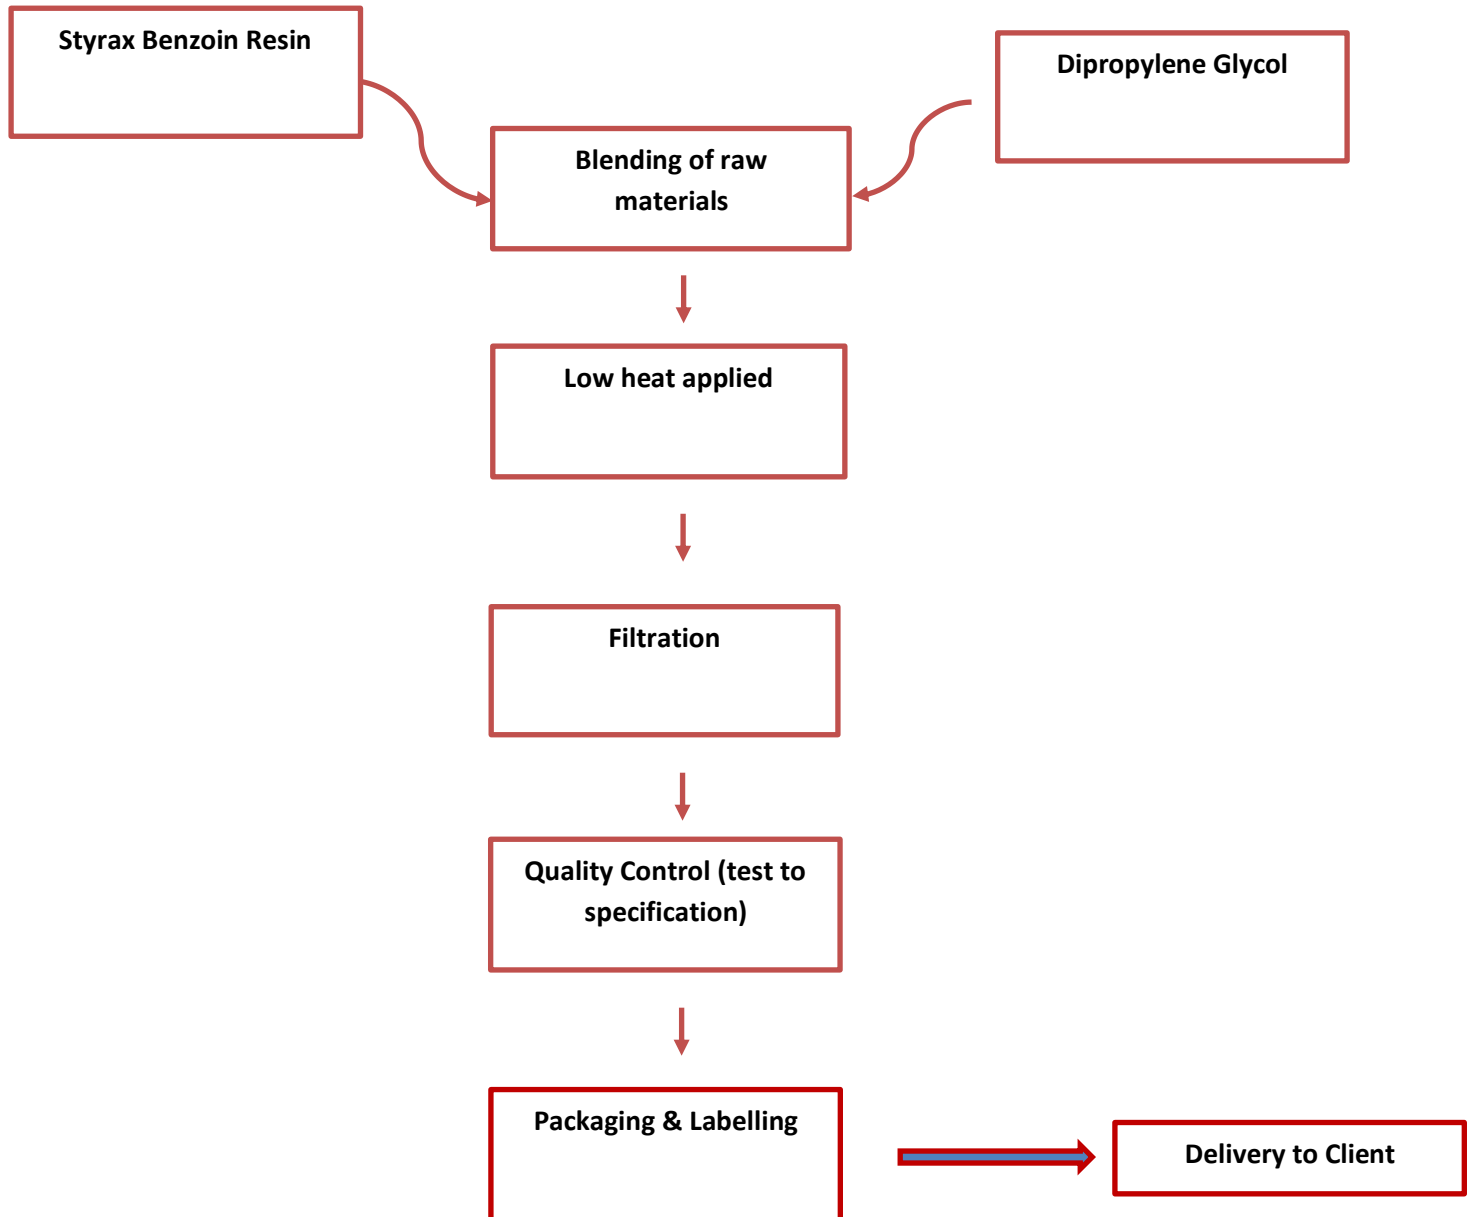 Styrax Benzoin Resin
Dipropylene Glycol
Blending of raw
materials
Low heat applied
Filtration
Quality Control (test to
specification)
Packaging & Labelling
Delivery to Client